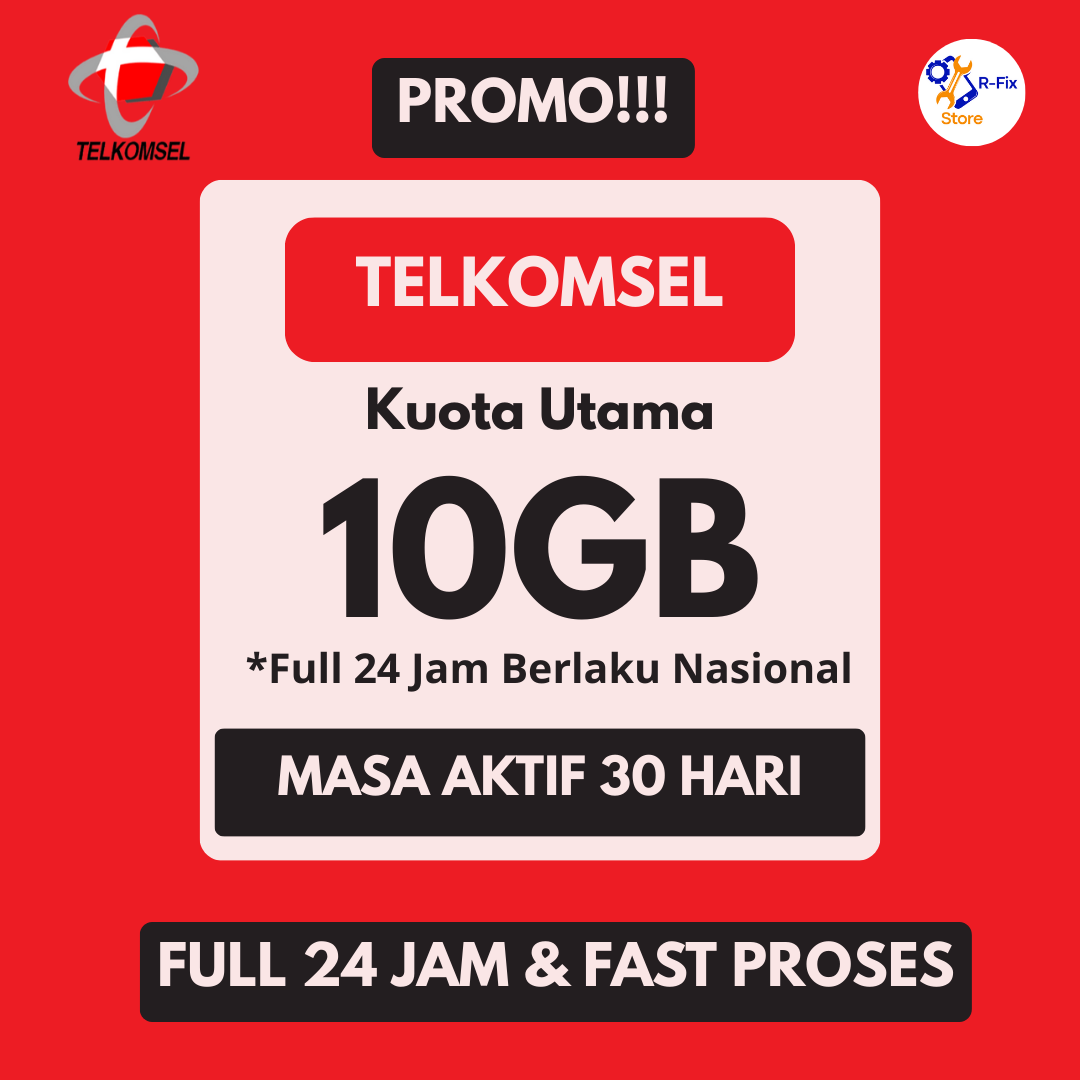 TELKOMSEL
PROMO!!!
R-Fix
Store
TELKOMSEL
Kuota Utama
10GB
*Full 24 Jam Berlaku Nasional
MASA AKTIF 30 HARI
FULL 24 JAM & FAST PROSES